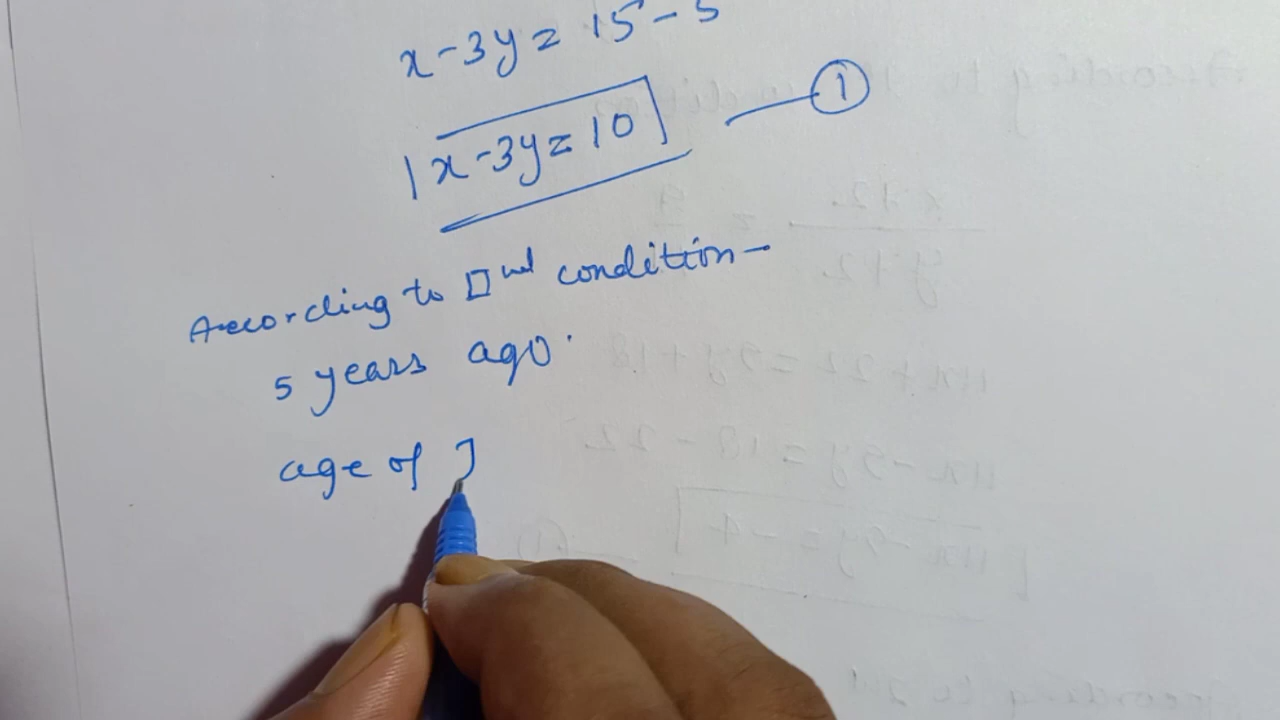 x-3y = 15-5
x-3y = 10 ①
According to IInd condition-
5 years ago.
age of J